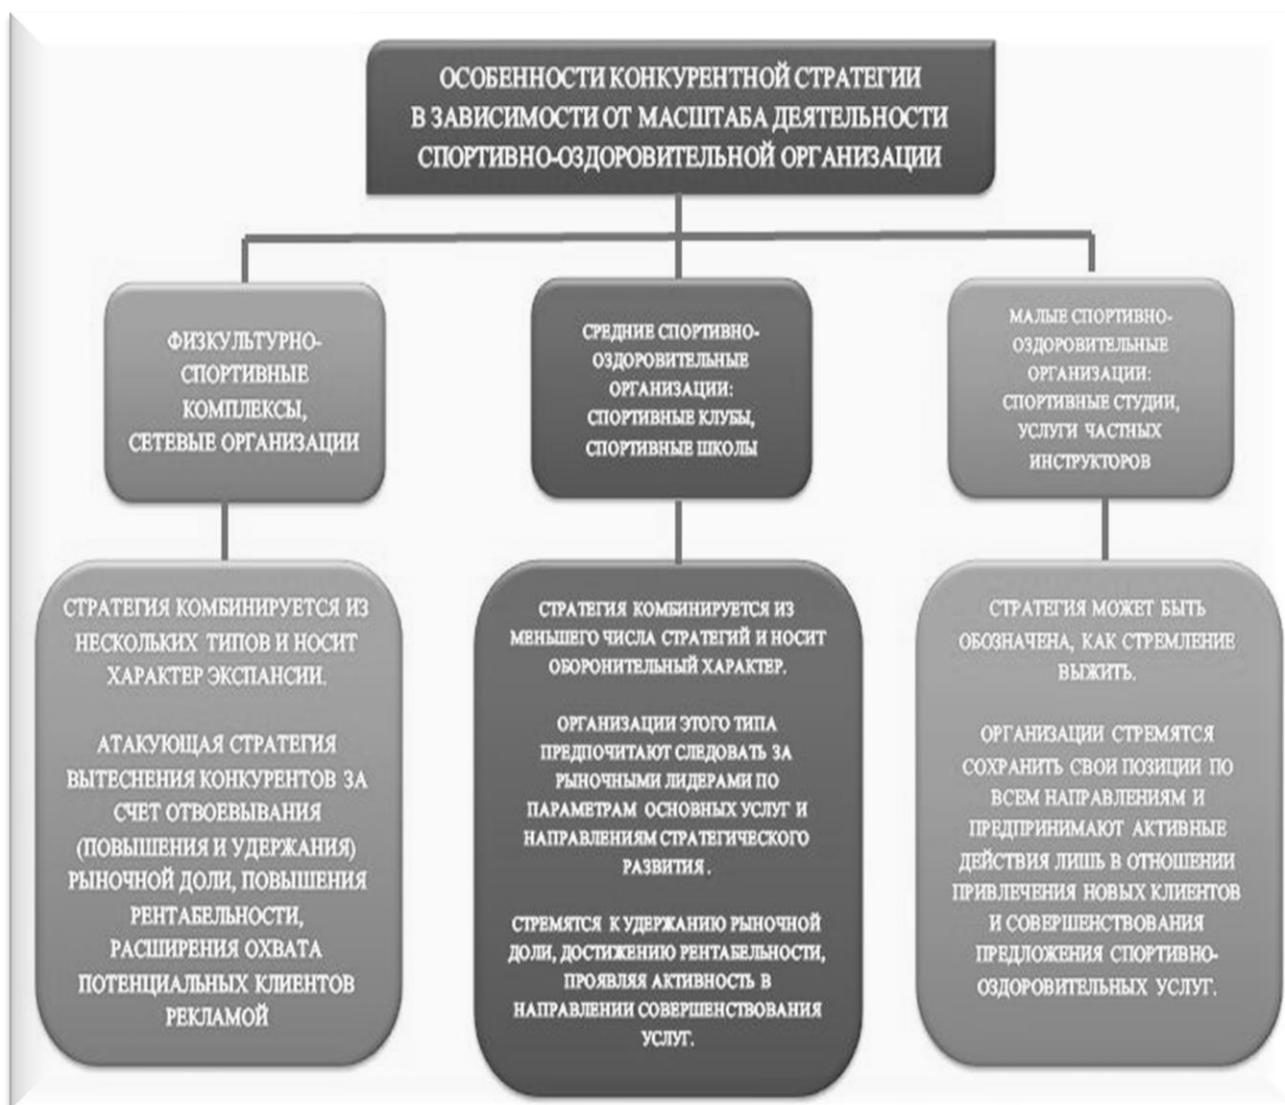 ОСОБЕННОСТИ КОНКУРЕНТНОЙ СТРАТЕГИИ
В ЗАВИСИМОСТИ ОТ МАСШТАБА ДЕЯТЕЛЬНОСТИ
СПОРТИВНО-ОЗДОРОВИТЕЛЬНОЙ ОРГАНИЗАЦИИ
ФИЗКУЛЬТУРНО-
СПОРТИВНЫЕ
КОМПЛЕКСЫ,
СЕТЕВЫЕ ОРГАНИЗАЦИИ
СРЕДНИЕ СПОРТИВНО-
ОЗДОРОВИТЕЛЬНЫЕ
ОРГАНИЗАЦИИ:
СПОРТИВНЫЕ КЛУБЫ,
СПОРТИВНЫЕ ШКОЛЫ
МАЛЫЕ СПОРТИВНО-
ОЗДОРОВИТЕЛЬНЫЕ
ОРГАНИЗАЦИИ:
СПОРТИВНЫЕ СТУДИИ,
УСЛУГИ ЧАСТНЫХ
ИНСТРУКТОРОВ
СТРАТЕГИЯ КОМБИНИРУЕТСЯ ИЗ
НЕСКОЛЬКИХ ТИПОВ И НОСИТ
ХАРАКТЕР ЭКСПАНСИИ.
АТАКУЮЩАЯ СТРАТЕГИЯ
ВЫТЕСНЕНИЯ КОНКУРЕНТОВ ЗА
СЧЕТ ОТВОЕВЫВАНИЯ
(ПОВЫШЕНИЯ И УДЕРЖАНИЯ)
РЫНОЧНОЙ ДОЛИ, ПОВЫШЕНИЯ
РЕНТАБЕЛЬНОСТИ,
РАСШИРЕНИЯ ОХВАТА
ПОТЕНЦИАЛЬНЫХ КЛИЕНТОВ
РЕКЛАМОЙ
СТРАТЕГИЯ КОМБИНИРУЕТСЯ ИЗ
МЕНЬШЕГО ЧИСЛА СТРАТЕГИЙ И НОСИТ
ОБОРОНИТЕЛЬНЫЙ ХАРАКТЕР.
ОРГАНИЗАЦИИ ЭТОГО ТИПА
ПРЕДПОЧИТАЮТ СЛЕДОВАТЬ ЗА
РЫНОЧНЫМИ ЛИДЕРАМИ ПО
ПАРАМЕТРАМ ОСНОВНЫХ УСЛУГ И
НАПРАВЛЕНИЯМ СТРАТЕГИЧЕСКОГО
РАЗВИТИЯ .
СТРЕМЯТСЯ К УДЕРЖАНИЮ РЫНОЧНОЙ
ДОЛИ, ДОСТИЖЕНИЮ РЕНТАБЕЛЬНОСТИ,
ПРОЯВЛЯЯ АКТИВНОСТЬ В
НАПРАВЛЕНИИ СОВЕРШЕНСТВОВАНИЯ
УСЛУГ.
СТРАТЕГИЯ МОЖЕТ БЫТЬ
ОБОЗНАЧЕНА, КАК СТРЕМЛЕНИЕ
ВЫЖИТЬ.
ОРГАНИЗАЦИИ СТРЕМЯТСЯ
СОХРАНИТЬ СВОИ ПОЗИЦИИ ПО
ВСЕМ НАПРАВЛЕНИЯМ И
ПРЕДПРИНИМАЮТ АКТИВНЫЕ
ДЕЙСТВИЯ ЛИШЬ В ОТНОШЕНИИ
ПРИВЛЕЧЕНИЯ НОВЫХ КЛИЕНТОВ
И СОВЕРШЕНСТВОВАНИЯ
ПРЕДЛОЖЕНИЯ СПОРТИВНО-
ОЗДОРОВИТЕЛЬНЫХ УСЛУГ.